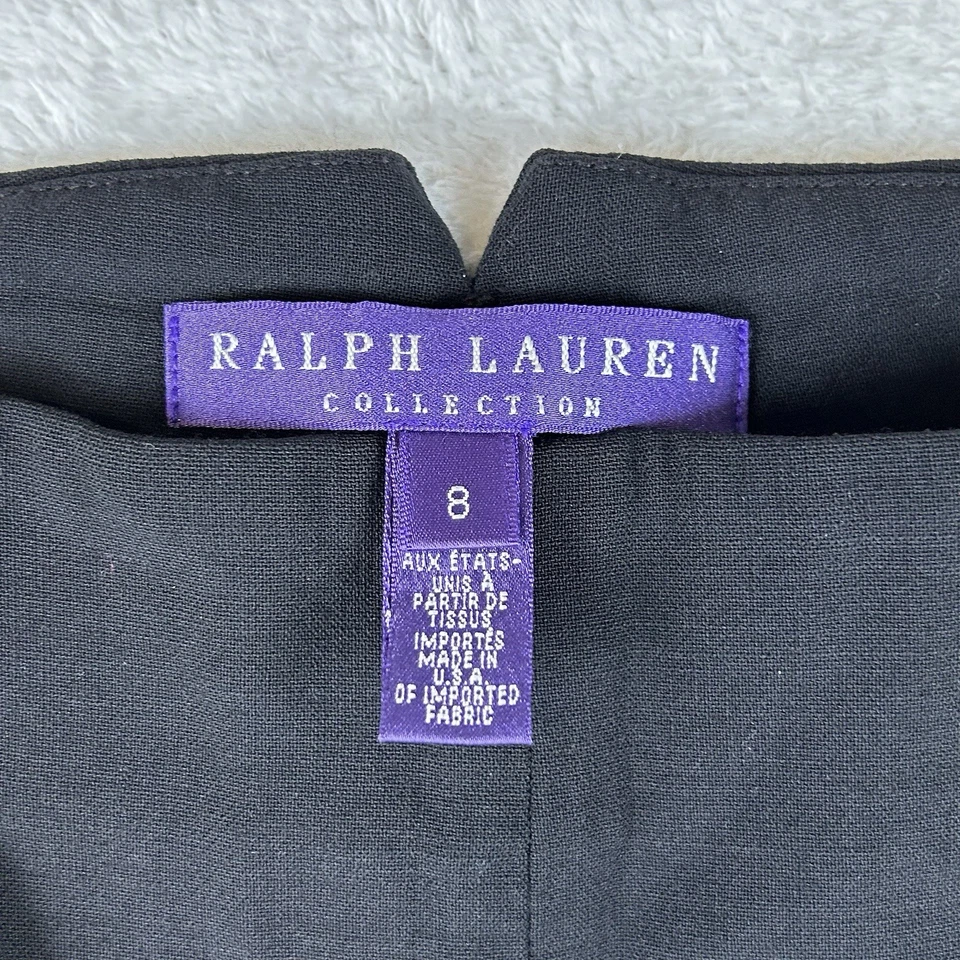 RALPH LAUREN
COLLECTION
8
AUX ÉTATS-
UNIS À
PARTIR DE
TISSUS
IMPORTÉS
MADE IN
U.S.A.
OF IMPORTED
FABRIC